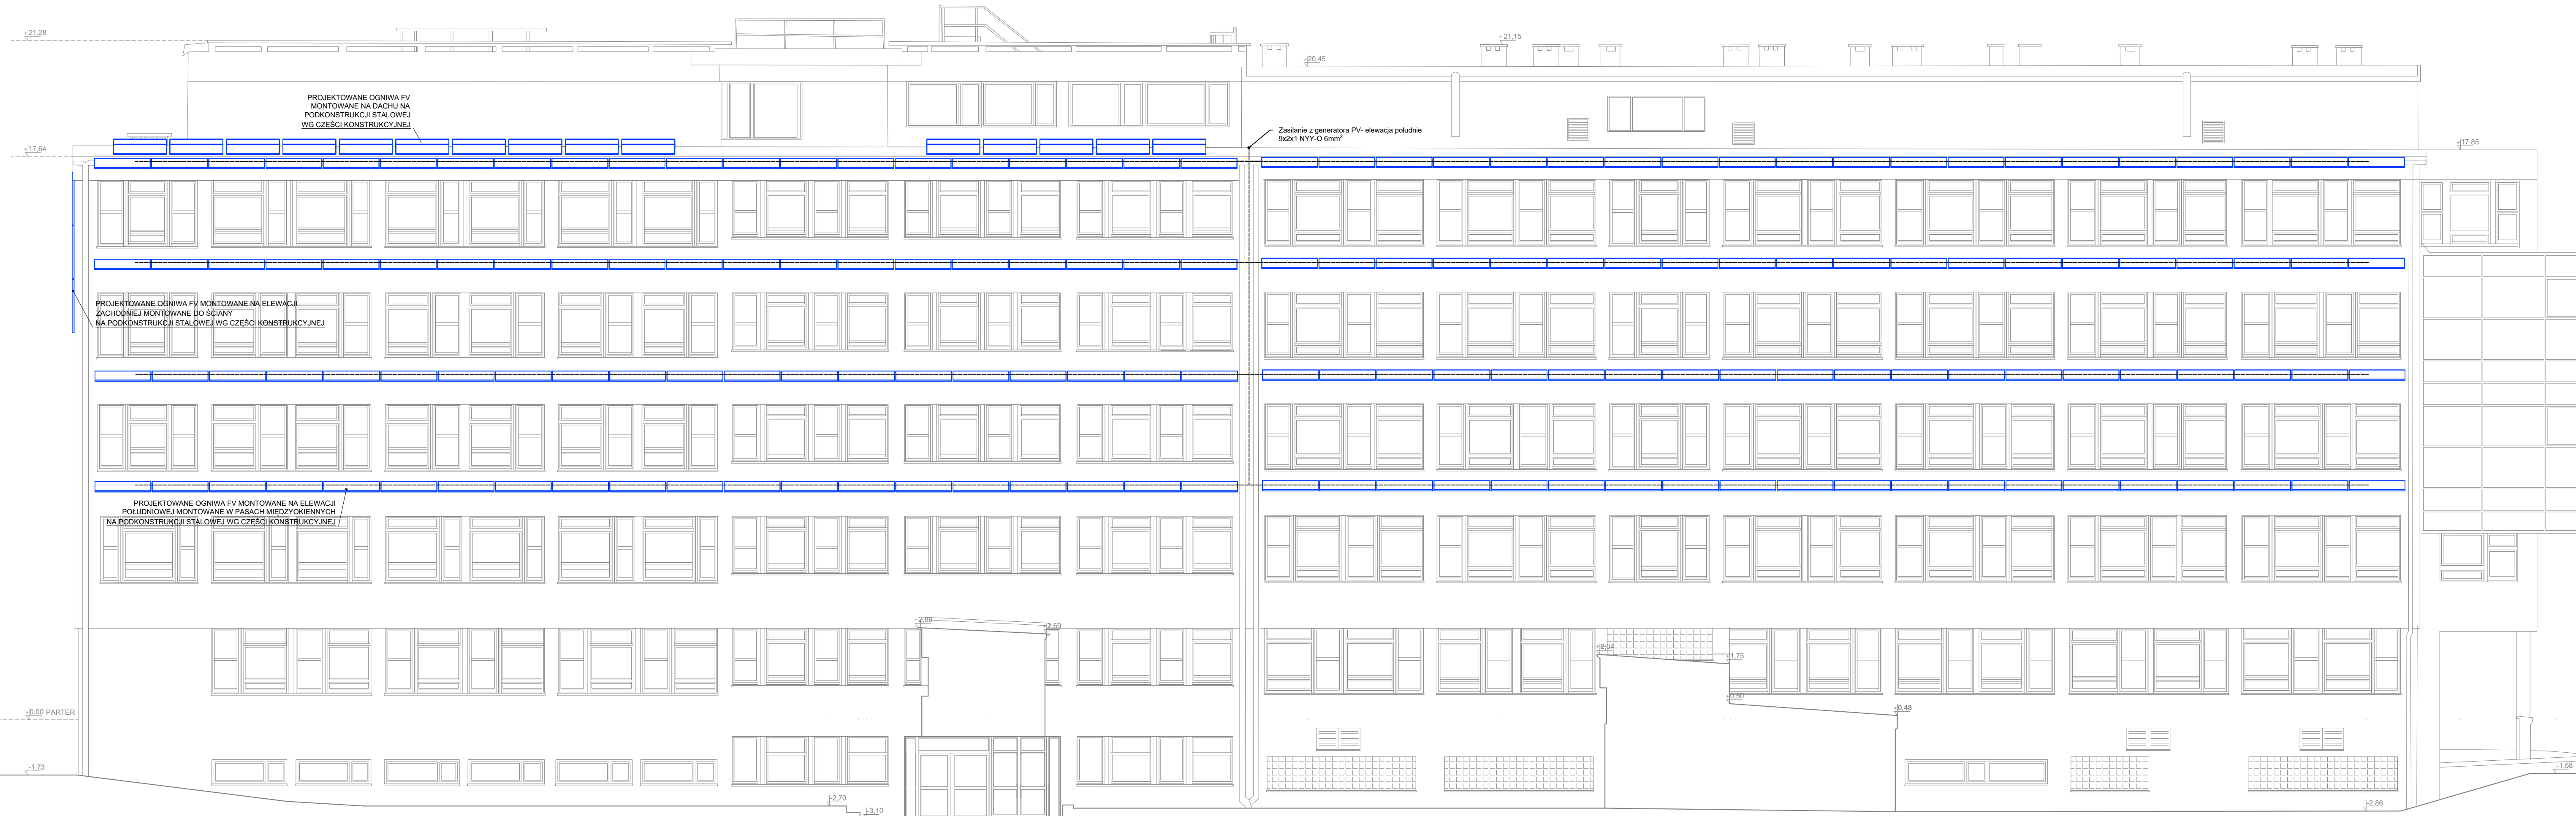 +21,28
+21,15
+20,45
PROJEKTOWANE OGNIWA FV
MONTOWANE NA DACHU NA
PODKONSTRUKCJI STALOWEJ
WG CZĘŚCI KONSTRUKCYJNEJ
Zasilanie z generatora PV- elewacja południe
9x2x1 NYY-O 6mm²
+17,64
+17,85
PROJEKTOWANE OGNIWA FV MONTOWANE NA ELEWACJI
ZACHODNIEJ MONTOWANE DO ŚCIANY
NA PODKONSTRUKCJI STALOWEJ WG CZĘŚCI KONSTRUKCYJNEJ
PROJEKTOWANE OGNIWA FV MONTOWANE NA ELEWACJI
POŁUDNIOWEJ MONTOWANE W PASACH MIĘDZYOKIENNYCH
NA PODKONSTRUKCJI STALOWEJ WG CZĘŚCI KONSTRUKCYJNEJ
+2,89
+2,69
+2,04
+1,75
+0,50
+0,48
+0,00 PARTER
-1,73
-1,68
-2,70
-2,86
-3,10